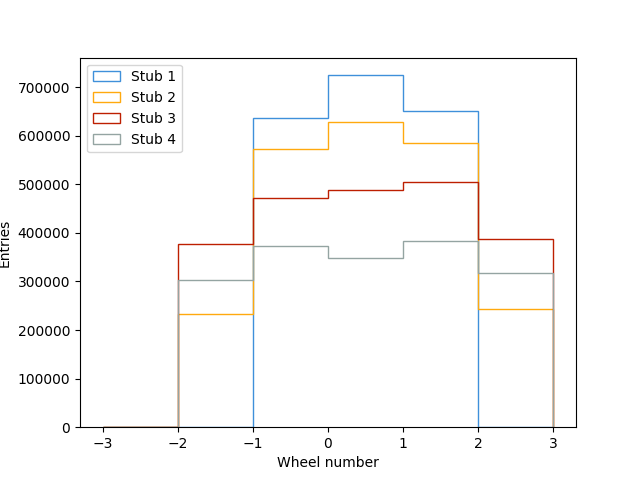 Stub 1
Stub 2
Stub 3
Stub 4
700000
600000
500000
400000
300000
200000
100000
0
Entries
−3 −2 −1 0 1 2 3
Wheel number